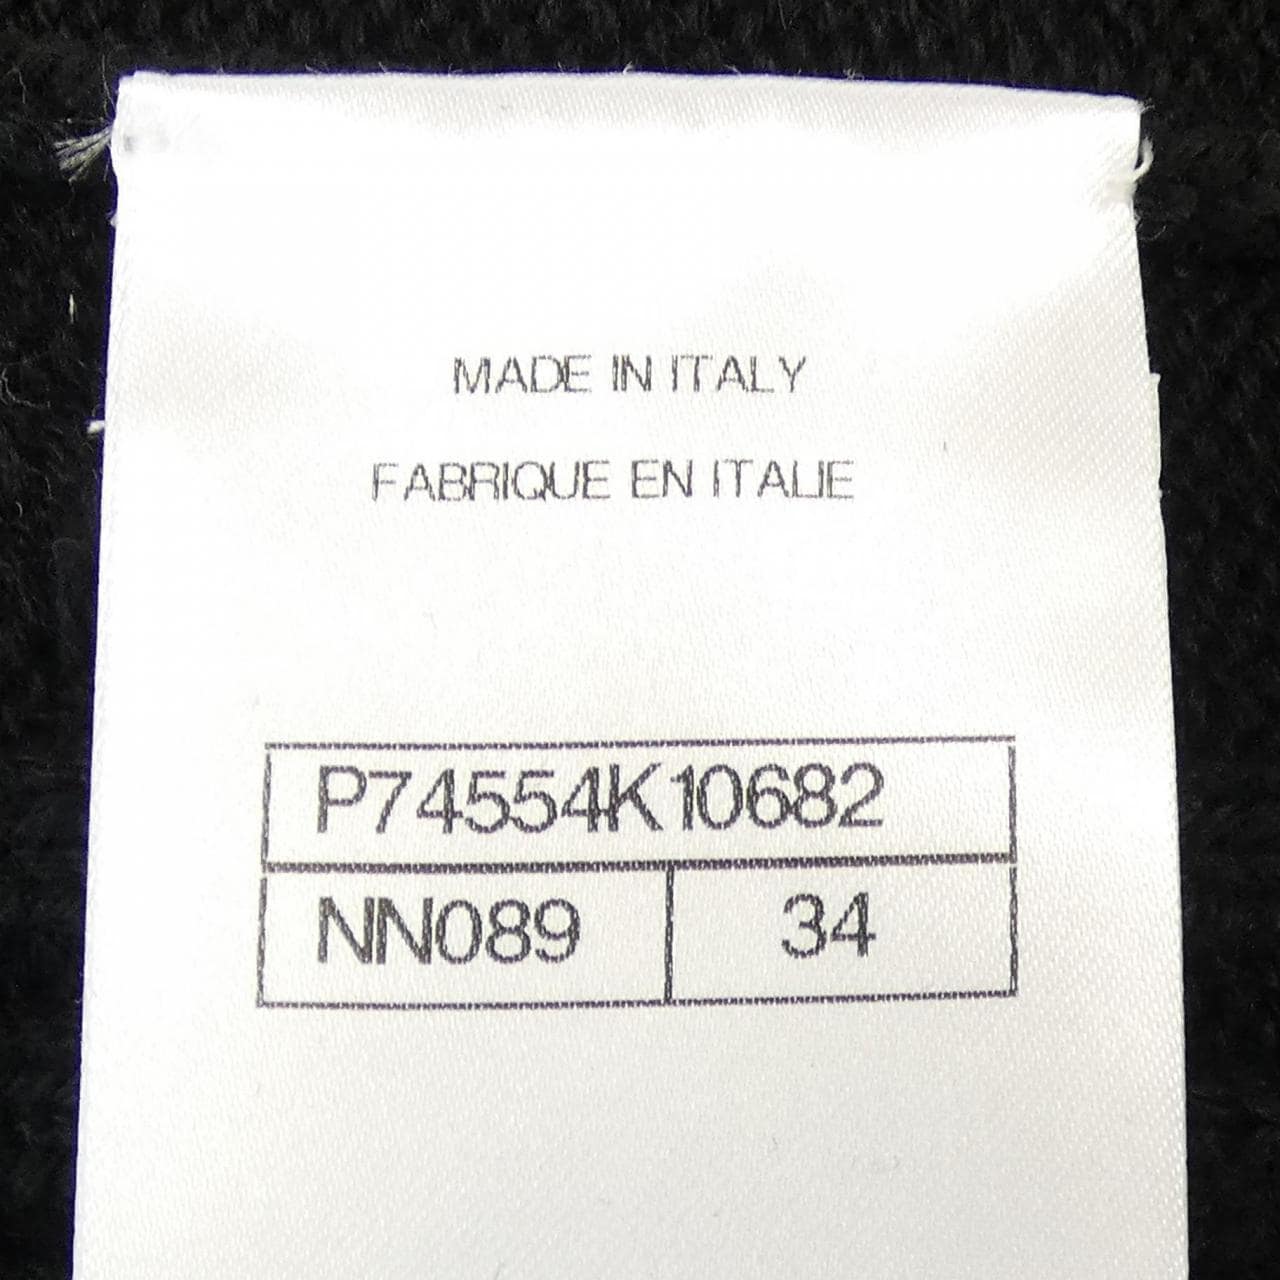 MADE IN ITALY
FABRIQUE EN ITALIE
P74554K10682
NN089 34